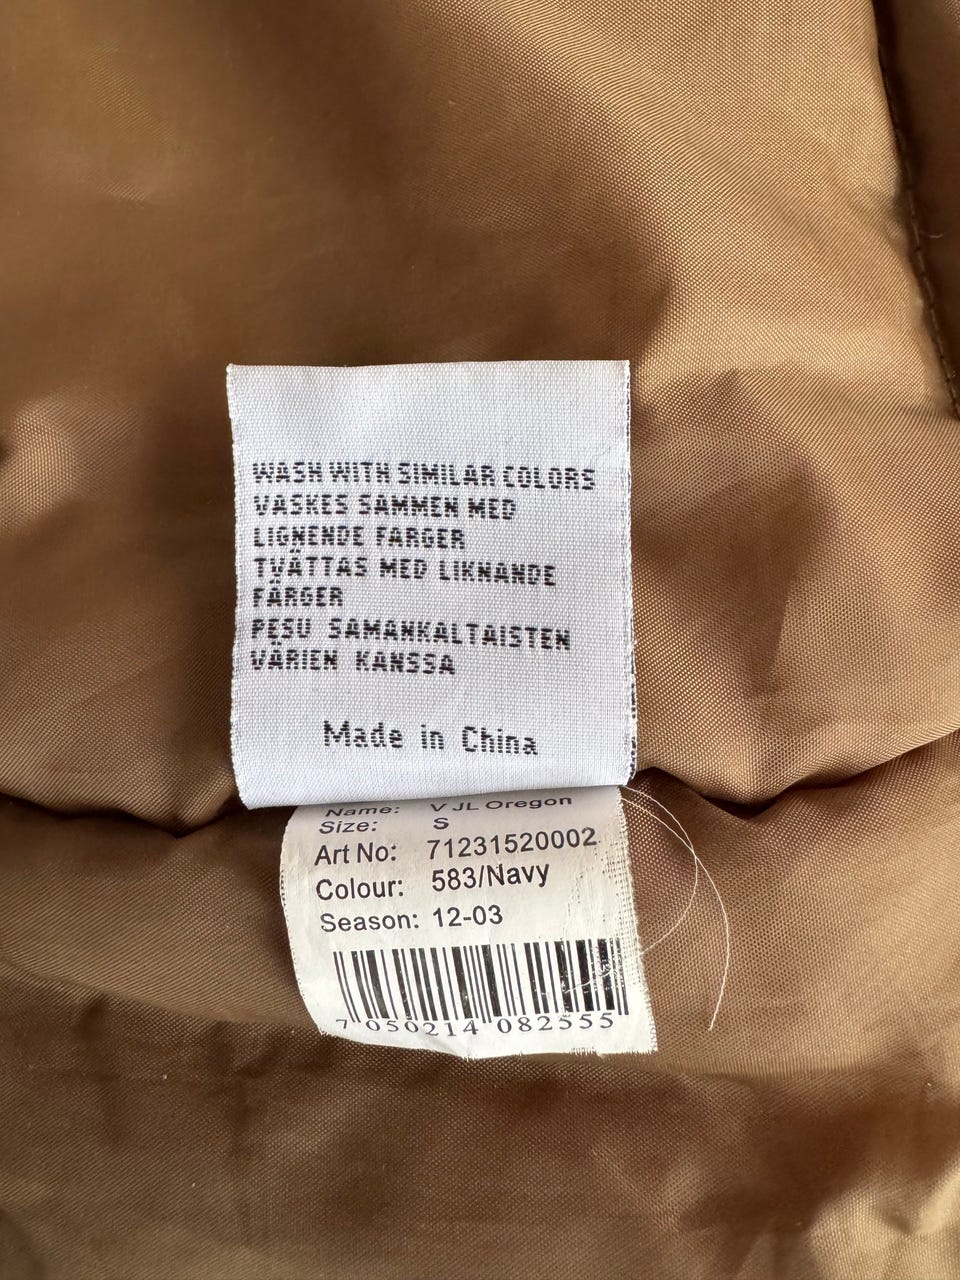 WASH WITH SIMILAR COLORS
VASKES SAMMEN MED
LIGNENDE FARGER
TVÄTTAS MED LIKNANDE
FÄRGER
PESU SAMANKALTAISTEN
VÄRIEN KANSSA
Made in China
Name: V JL Oregon
Size: S
Art No: 71231520002
Colour: 583/Navy
Season: 12-03
7 050214 082555